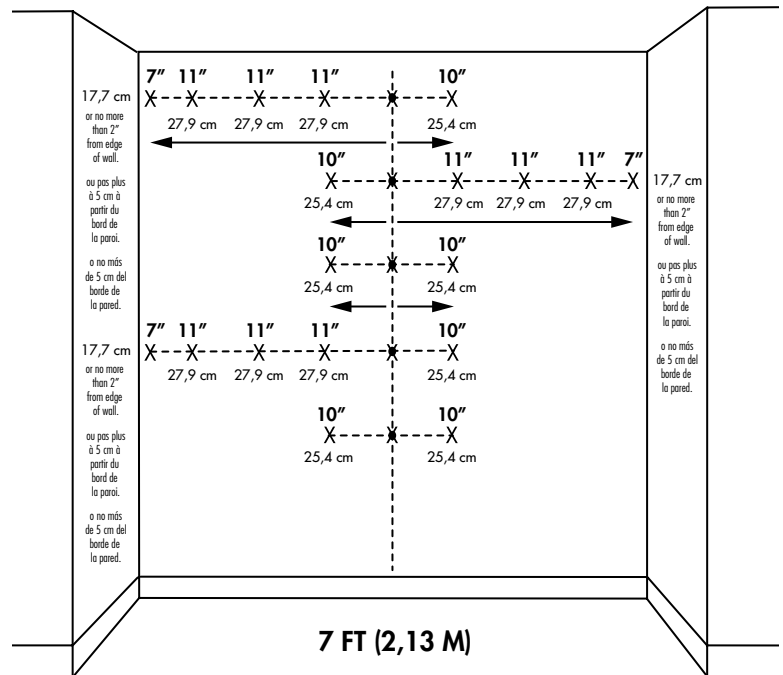 7″ 11″ 11″ 11″ 10″
17,7 cm
27,9 cm 27,9 cm 27,9 cm 25,4 cm
or no more
than 2″
from edge
of wall.
ou pas plus
à 5 cm à
partir du
bord de
la paroi.
o no más
de 5 cm del
borde de
la pared.
10″ 11″ 11″ 11″ 7″
17,7 cm
25,4 cm 27,9 cm 27,9 cm 27,9 cm
or no more
than 2″
from edge
of wall.
ou pas plus
à 5 cm à
partir du
bord de
la paroi.
o no más
de 5 cm del
borde de
la pared.
10″ 10″
25,4 cm 25,4 cm
7″ 11″ 11″ 11″ 10″
17,7 cm
27,9 cm 27,9 cm 27,9 cm 25,4 cm
or no more
than 2″
from edge
of wall.
ou pas plus
à 5 cm à
partir du
bord de
la paroi.
o no más
de 5 cm del
borde de
la pared.
10″ 10″
25,4 cm 25,4 cm
7 FT (2,13 M)